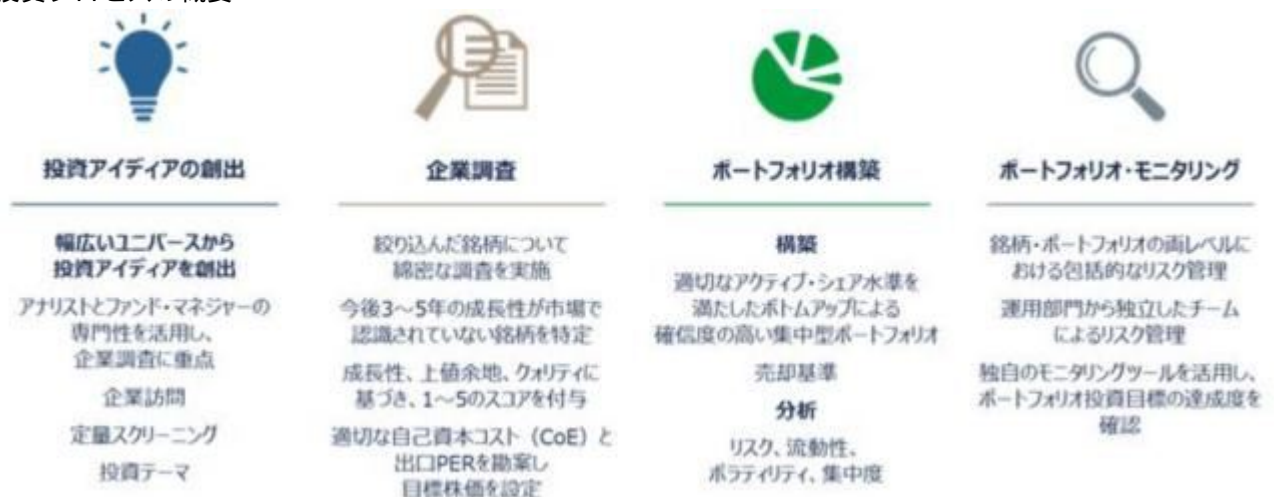 投資アイディアの創出
幅広いユニバースから
投資アイディアを創出
アナリストとファンド・マネジャーの
専門性を活用し、
企業調査に重点
企業訪問
定量スクリーニング
投資テーマ
企業調査
絞り込んだ銘柄について
綿密な調査を実施
今後3～5年の成長性が市場で
認識されていない銘柄を特定
成長性、上値余地、クオリティに
基づき、1～5のスコアを付与
適切な自己資本コスト（CoE）と
出口PERを勘案し
目標株価を設定
ポートフォリオ構築
構築
適切なアクティブ・シェア水準を
満たしたボトムアップによる
確信度の高い集中型ポートフォリオ
売却基準
分析
リスク、流動性、
ボラティリティ、集中度
ポートフォリオ・モニタリング
銘柄・ポートフォリオの両レベルに
おける包括的なリスク管理
運用部門から独立したチーム
によるリスク管理
独自のモニタリングツールを活用し、
ポートフォリオ投資目標の達成度を
確認